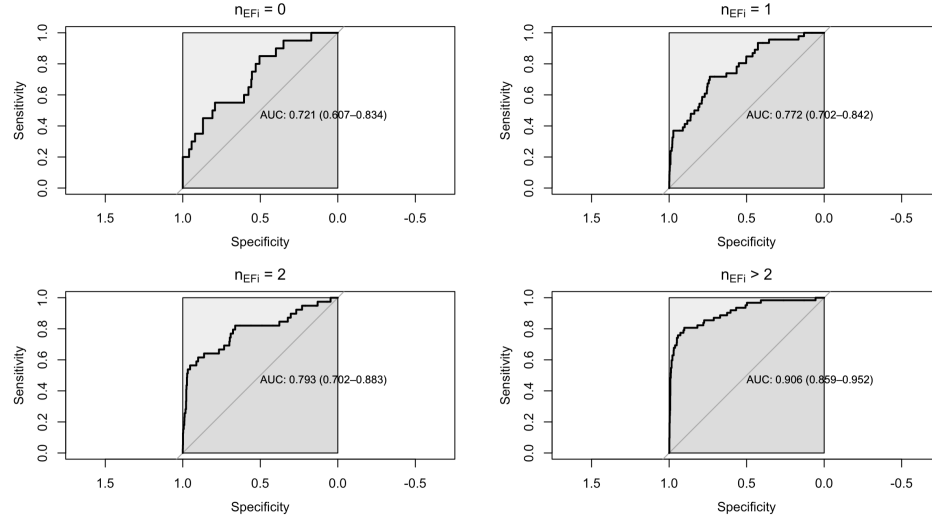 n_EFi = 0
Sensitivity
0.0 0.2 0.4 0.6 0.8 1.0
AUC: 0.721 (0.607–0.834)
1.5 1.0 0.5 0.0 -0.5
Specificity
n_EFi = 1
Sensitivity
0.0 0.2 0.4 0.6 0.8 1.0
AUC: 0.772 (0.702–0.842)
1.5 1.0 0.5 0.0 -0.5
Specificity
n_EFi = 2
Sensitivity
0.0 0.2 0.4 0.6 0.8 1.0
AUC: 0.793 (0.702–0.883)
1.5 1.0 0.5 0.0 -0.5
Specificity
n_EFi > 2
Sensitivity
0.0 0.2 0.4 0.6 0.8 1.0
AUC: 0.906 (0.859–0.952)
1.5 1.0 0.5 0.0 -0.5
Specificity